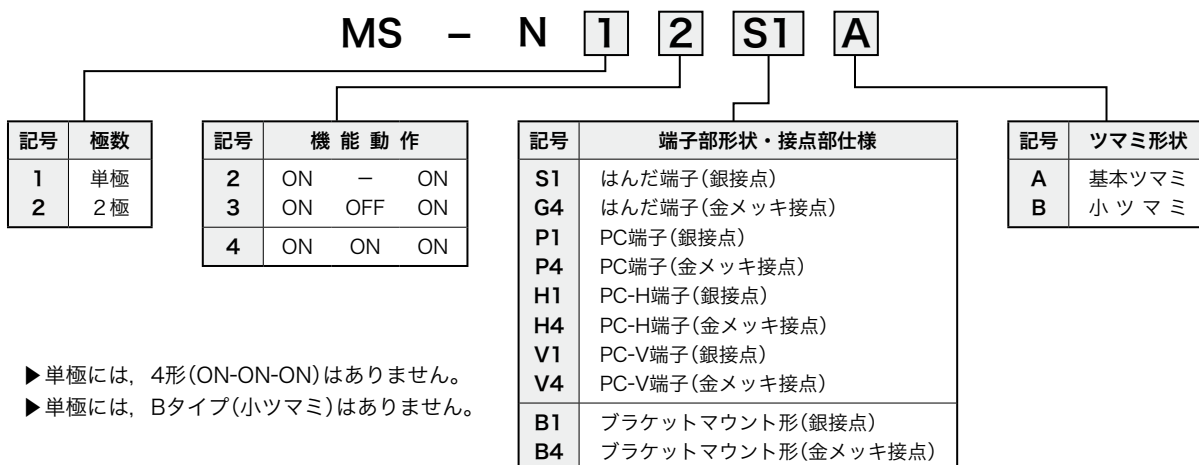 MS － N 1 2 S1 A
記号 極数
1 単極
2 2極
記号 機能動作
2 ON － ON
3 ON OFF ON
4 ON ON ON
記号 端子部形状・接点部仕様
S1 はんだ端子(銀接点)
G4 はんだ端子(金メッキ接点)
P1 PC端子(銀接点)
P4 PC端子(金メッキ接点)
H1 PC-H端子(銀接点)
H4 PC-H端子(金メッキ接点)
V1 PC-V端子(銀接点)
V4 PC-V端子(金メッキ接点)
B1 ブラケットマウント形(銀接点)
B4 ブラケットマウント形(金メッキ接点)
記号 ツマミ形状
A 基本ツマミ
B 小ツマミ
▶単極には，4形(ON-ON-ON)はありません。
▶単極には，Bタイプ(小ツマミ)はありません。